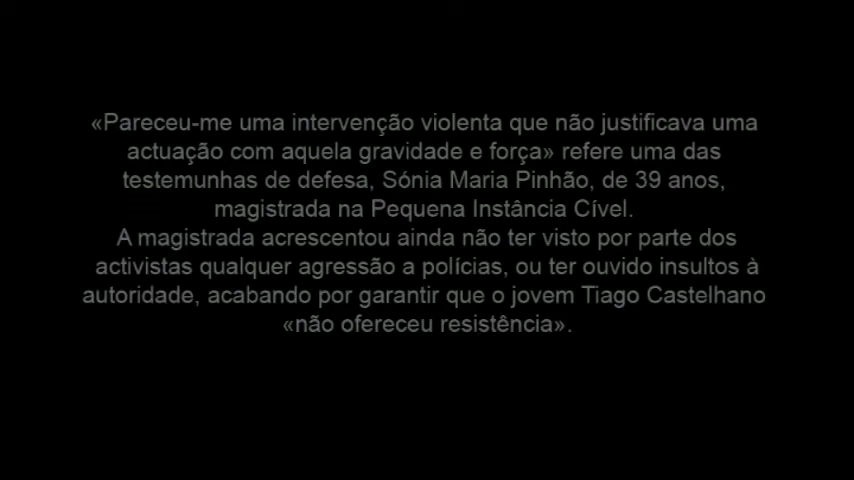 «Pareceu-me uma intervenção violenta que não justificava uma
actuação com aquela gravidade e força» refere uma das
testemunhas de defesa, Sónia Maria Pinhão, de 39 anos,
magistrada na Pequena Instância Cível.
A magistrada acrescentou ainda não ter visto por parte dos
activistas qualquer agressão a polícias, ou ter ouvido insultos à
autoridade, acabando por garantir que o jovem Tiago Castelhano
«não ofereceu resistência».